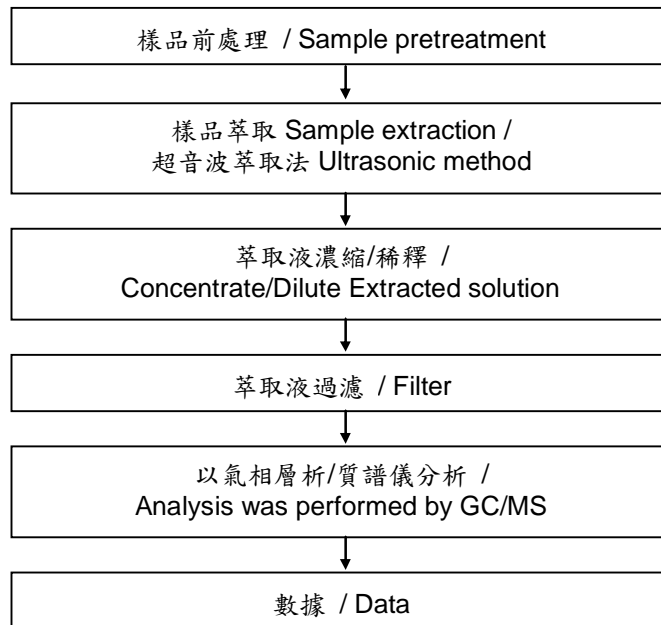 樣品前處理 / Sample pretreatment
樣品萃取 Sample extraction /
超音波萃取法 Ultrasonic method
萃取液濃縮/稀釋 /
Concentrate/Dilute Extracted solution
萃取液過濾 / Filter
以氣相層析/質譜儀分析 /
Analysis was performed by GC/MS
數據 / Data